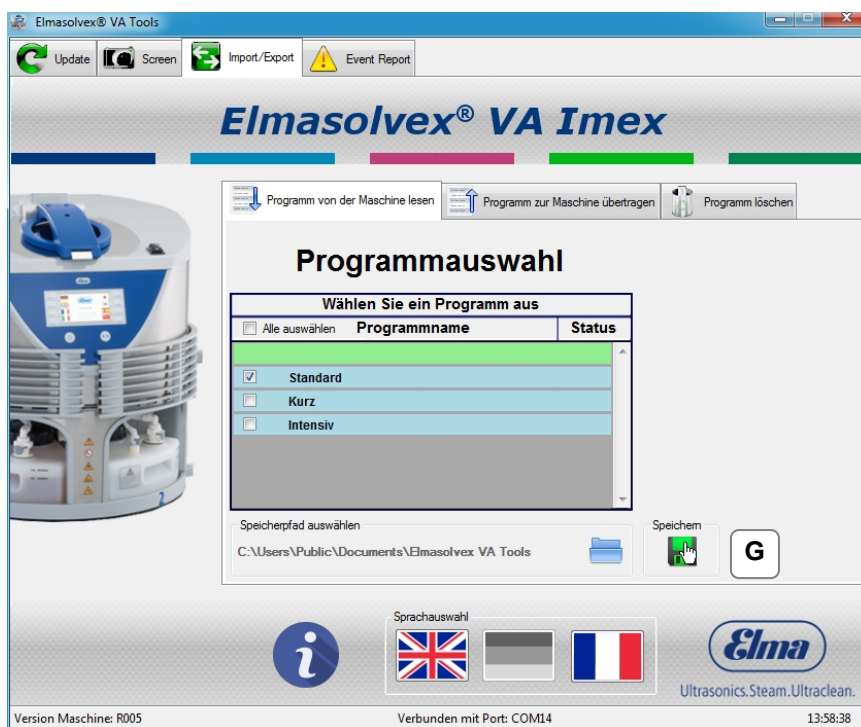 Elmasolvex® VA Tools
Update Screen Import/Export Event Report
Elmasolvex® VA Imex
Programm von der Maschine lesen Programm zur Maschine übertragen Programm löschen
Programmauswahl
Wählen Sie ein Programm aus
Alle auswählen Programmname Status
Standard
Kurz
Intensiv
Speicherpfad auswählen Speichern
C:\Users\Public\Documents\Elmasolvex VA Tools
G
Sprachauswahl
i
Elma
Ultrasonics.Steam.Ultraclean.
Version Maschine: R005 Verbunden mit Port: COM14 13:58:38
2